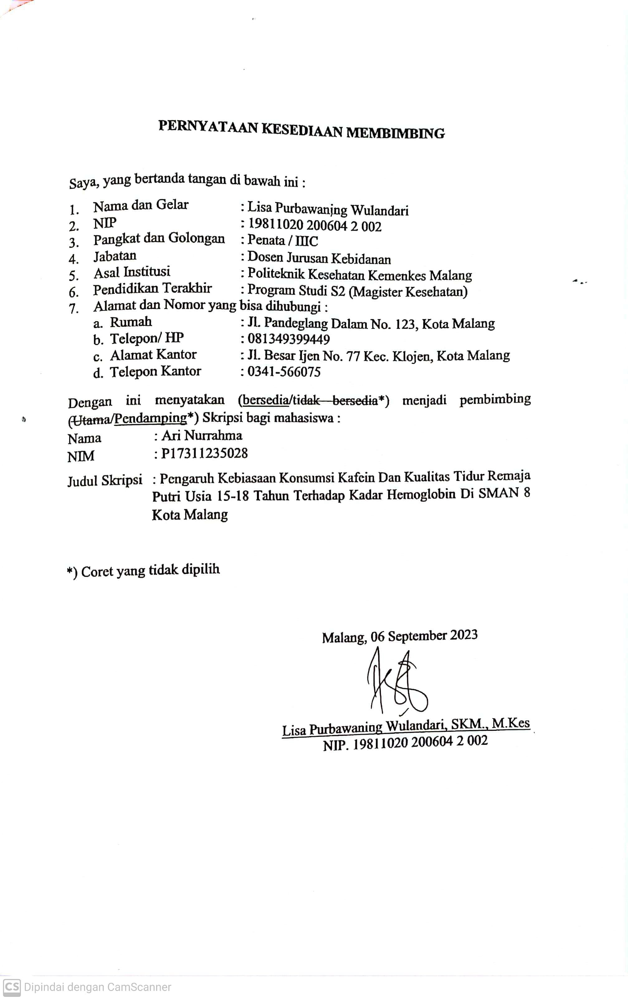 PERNYATAAN KESEDIAAN MEMBIMBING
Saya, yang bertanda tangan di bawah ini :
1. Nama dan Gelar : Lisa Purbawaning Wulandari
2. NIP : 19811020 200604 2 002
3. Pangkat dan Golongan : Penata / IIIC
4. Jabatan : Dosen Jurusan Kebidanan
5. Asal Institusi : Politeknik Kesehatan Kemenkes Malang
6. Pendidikan Terakhir : Program Studi S2 (Magister Kesehatan)
7. Alamat dan Nomor yang bisa dihubungi :
a. Rumah : Jl. Pandeglang Dalam No. 123, Kota Malang
b. Telepon/ HP : 081349399449
c. Alamat Kantor : Jl. Besar Ijen No. 77 Kec. Klojen, Kota Malang
d. Telepon Kantor : 0341-566075
Dengan ini menyatakan (bersedia/tidak bersedia*) menjadi pembimbing
(Utama/Pendamping*) Skripsi bagi mahasiswa :
Nama : Ari Nurrahma
NIM : P17311235028
Judul Skripsi : Pengaruh Kebiasaan Konsumsi Kafein Dan Kualitas Tidur Remaja
Putri Usia 15-18 Tahun Terhadap Kadar Hemoglobin Di SMAN 8
Kota Malang
*) Coret yang tidak dipilih
Malang, 06 September 2023
Lisa Purbawaning Wulandari, SKM., M.Kes
NIP. 19811020 200604 2 002
CS Dipindai dengan CamScanner